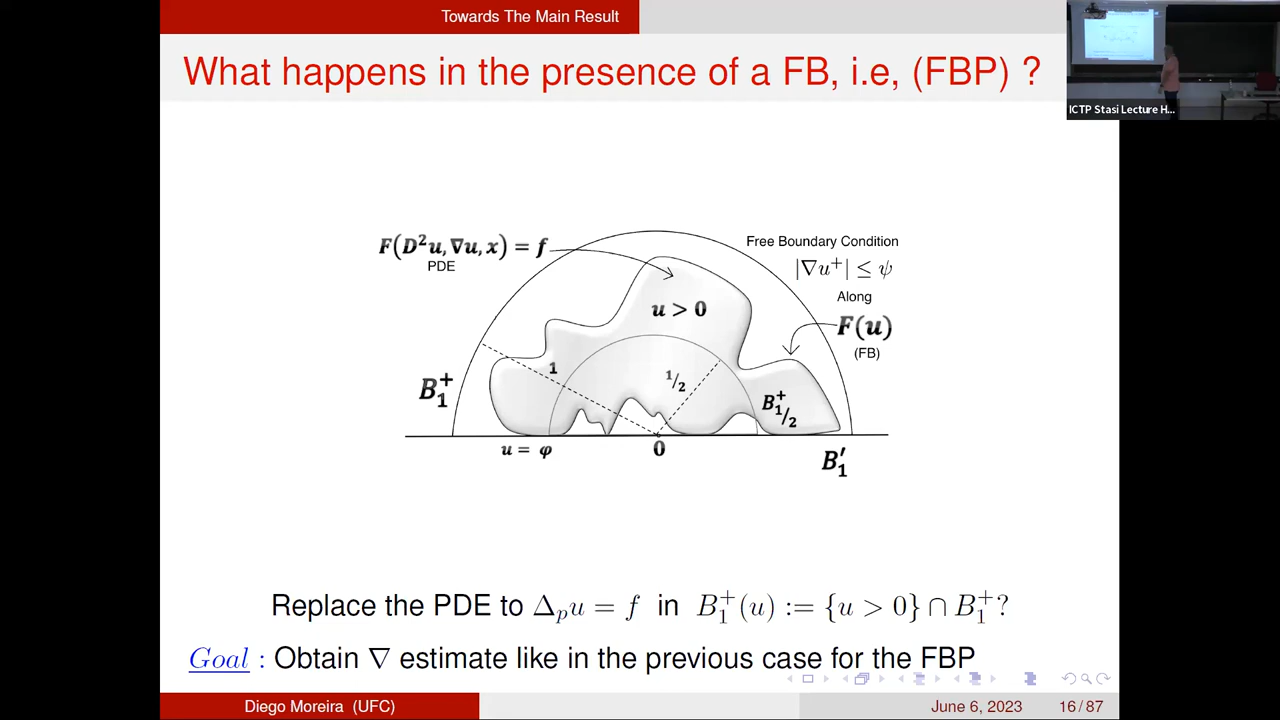 Towards The Main Result
What happens in the presence of a FB, i.e, (FBP) ?
ICTP Stasi Lecture H...
F(D²u, ∇u, x) = f
PDE
Free Boundary Condition
|∇u⁺| ≤ ψ
Along
F(u)
(FB)
u > 0
1
1/2
B₁⁺
B⁺₁/₂
u = φ
0
B₁′
Replace the PDE to Δₚu = f in B₁⁺(u) := {u > 0} ∩ B₁⁺?
Goal : Obtain ∇ estimate like in the previous case for the FBP
Diego Moreira (UFC)
June 6, 2023
16/87